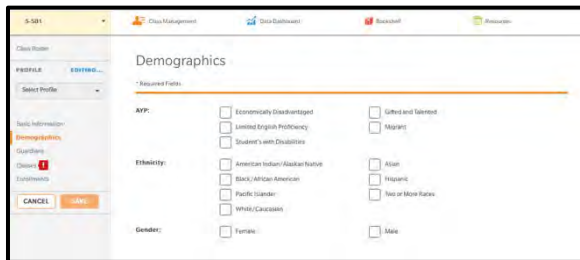 5-SB1
Class Management
Data Dashboard
Bookshelf
Resources
Class Roster
PROFILE EDITING...
Select Profile
Basic Information
Demographics
Guardians
Classes !
Enrollments
CANCEL SAVE
Demographics
* Required Fields
AYP:
Economically Disadvantaged
Gifted and Talented
Limited English Proficiency
Migrant
Student's with Disabilities
Ethnicity:
American Indian/Alaskan Native
Asian
Black/African American
Hispanic
Pacific Islander
Two or More Races
White/Caucasian
Gender:
Female
Male